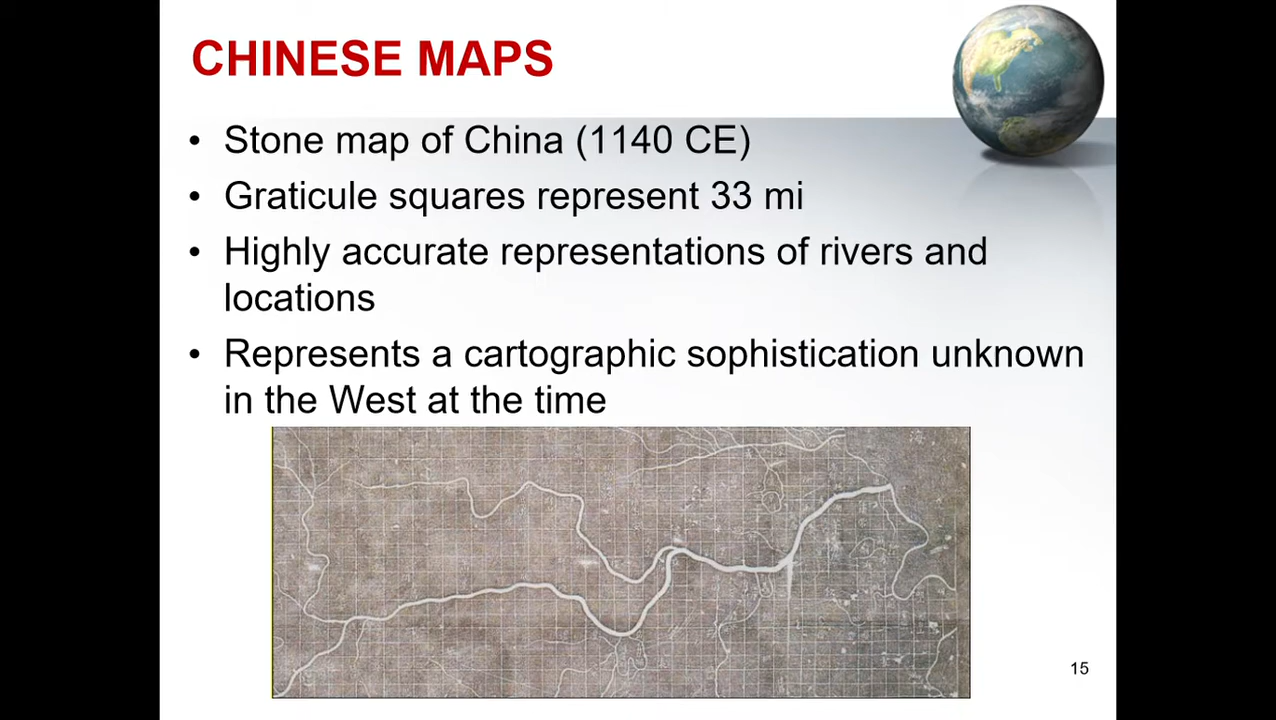 CHINESE MAPS
• Stone map of China (1140 CE)
• Graticule squares represent 33 mi
• Highly accurate representations of rivers and
locations
• Represents a cartographic sophistication unknown
in the West at the time
15